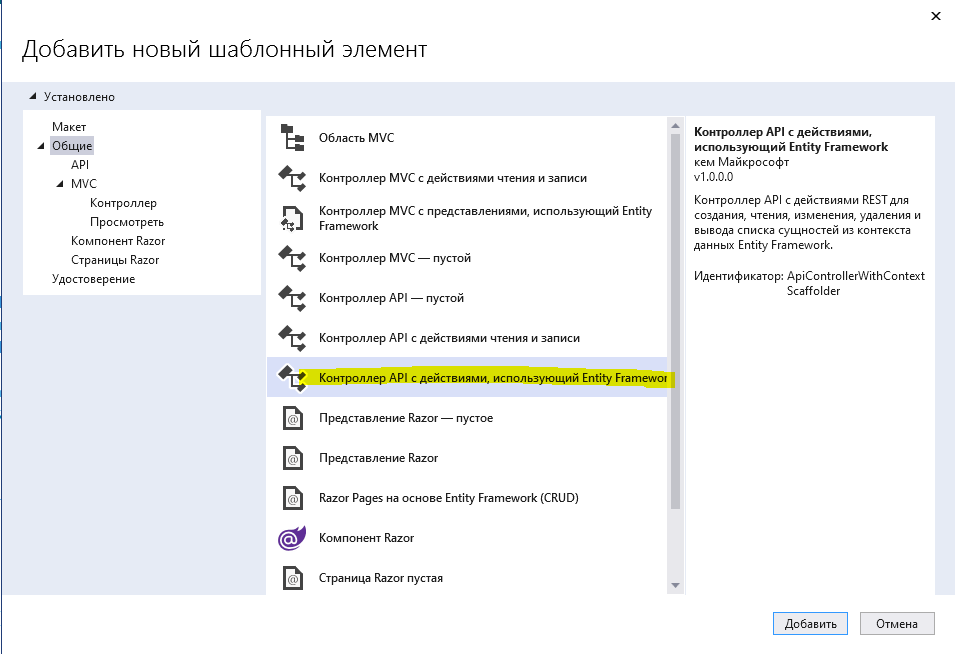 Добавить новый шаблонный элемент
Установлено
Макет
Общие
API
MVC
Контроллер
Просмотреть
Компонент Razor
Страницы Razor
Удостоверение
Область MVC
Контроллер MVC с действиями чтения и записи
Контроллер MVC с представлениями, использующий Entity
Framework
Контроллер MVC — пустой
Контроллер API — пустой
Контроллер API с действиями чтения и записи
Контроллер API с действиями, использующий Entity Framewor
Представление Razor — пустое
Представление Razor
Razor Pages на основе Entity Framework (CRUD)
Компонент Razor
Страница Razor пустая
Контроллер API с действиями,
использующий Entity Framework
кем Майкрософт
v1.0.0.0
Контроллер API с действиями REST для
создания, чтения, изменения, удаления и
вывода списка сущностей из контекста
данных Entity Framework.
Идентификатор: ApiControllerWithContext
Scaffolder
Добавить
Отмена